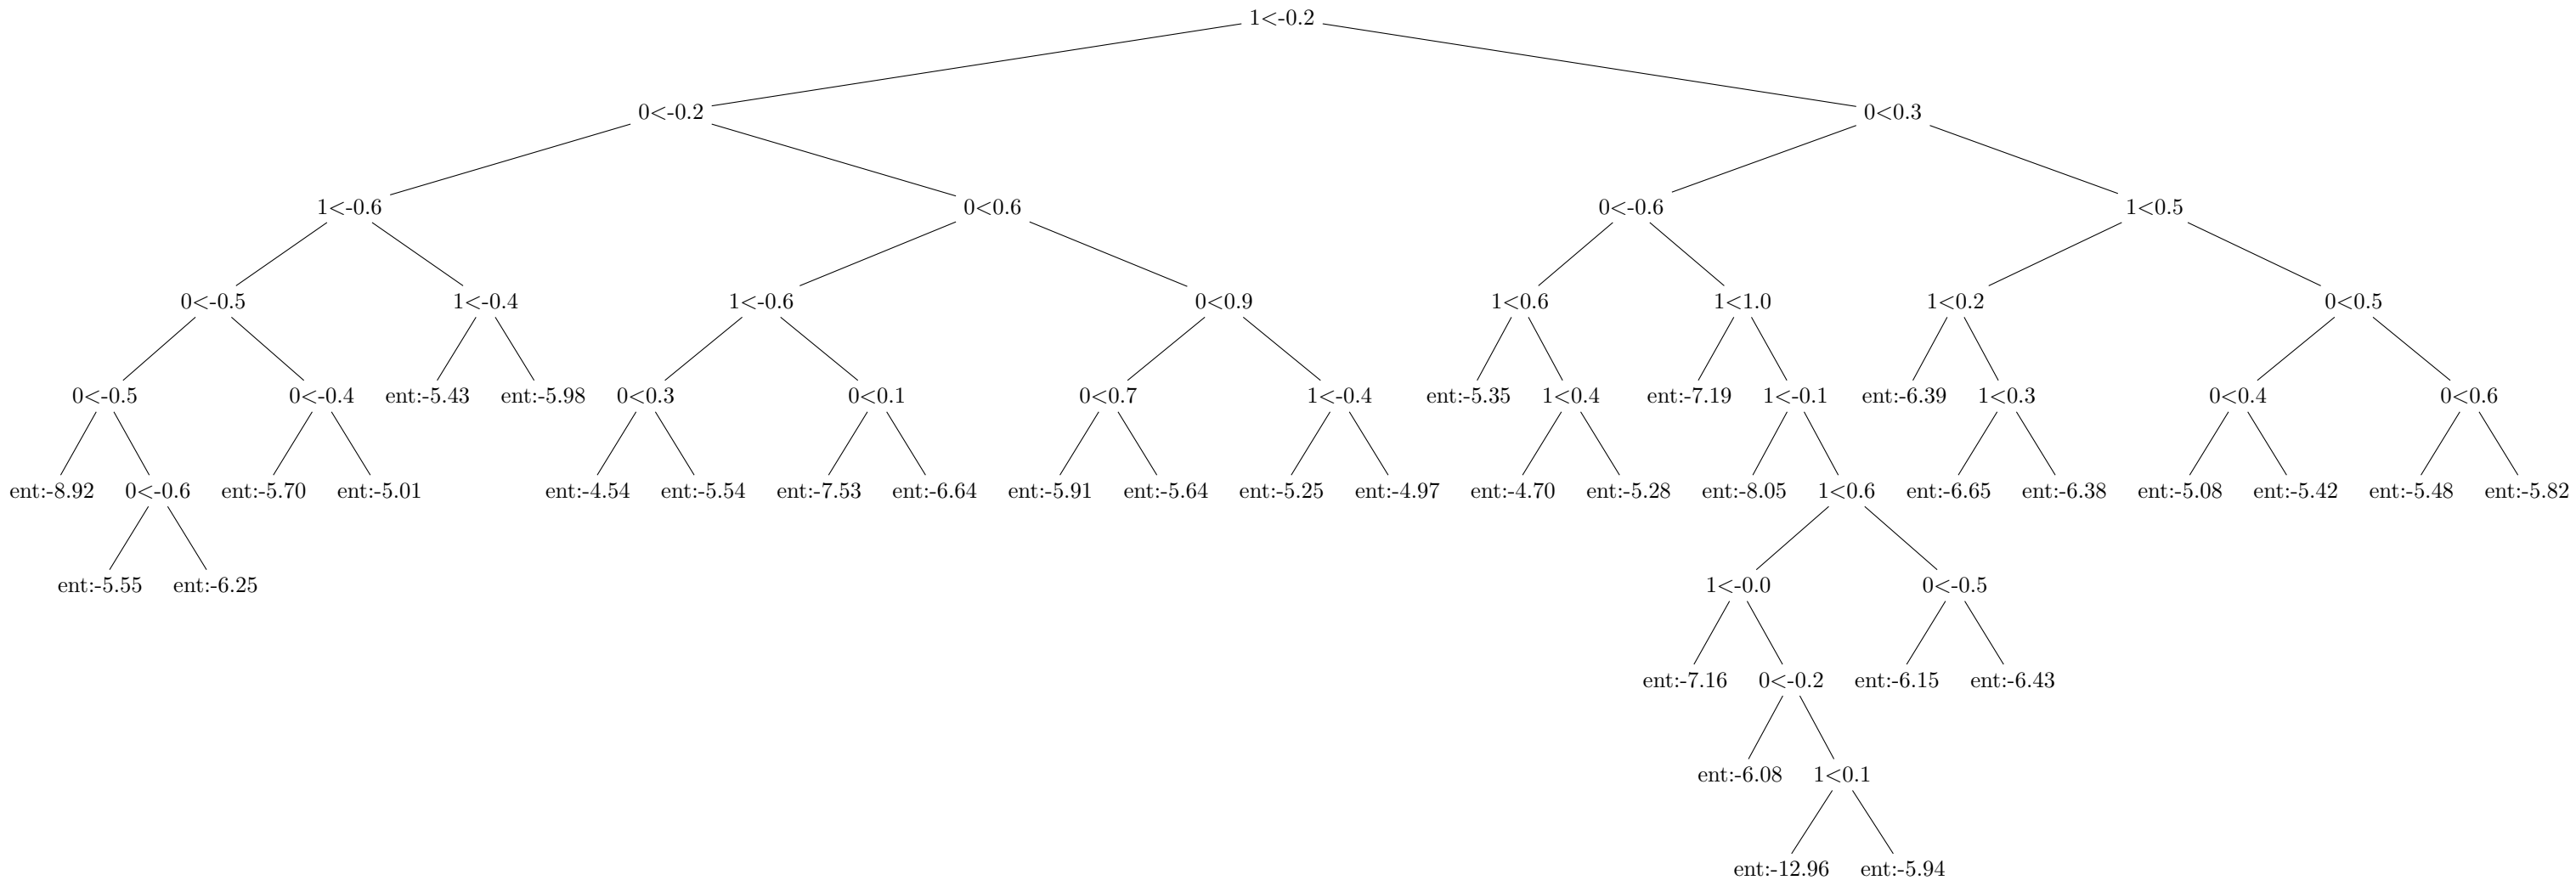 1<-0.2
0<-0.2 0<0.3
1<-0.6 0<0.6 0<-0.6 1<0.5
0<-0.5 1<-0.4 1<-0.6 0<0.9 1<0.6 1<1.0 1<0.2 0<0.5
0<-0.5 0<-0.4 ent:-5.43 ent:-5.98 0<0.3 0<0.1 0<0.7 1<-0.4 ent:-5.35 1<0.4 ent:-7.19 1<-0.1 ent:-6.39 1<0.3 0<0.4 0<0.6
ent:-8.92 0<-0.6 ent:-5.70 ent:-5.01 ent:-4.54 ent:-5.54 ent:-7.53 ent:-6.64 ent:-5.91 ent:-5.64 ent:-5.25 ent:-4.97 ent:-4.70 ent:-5.28 ent:-8.05 1<0.6 ent:-6.65 ent:-6.38 ent:-5.08 ent:-5.42 ent:-5.48 ent:-5.82
ent:-5.55 ent:-6.25 1<-0.0 0<-0.5
ent:-7.16 0<-0.2 ent:-6.15 ent:-6.43
ent:-6.08 1<0.1
ent:-12.96 ent:-5.94